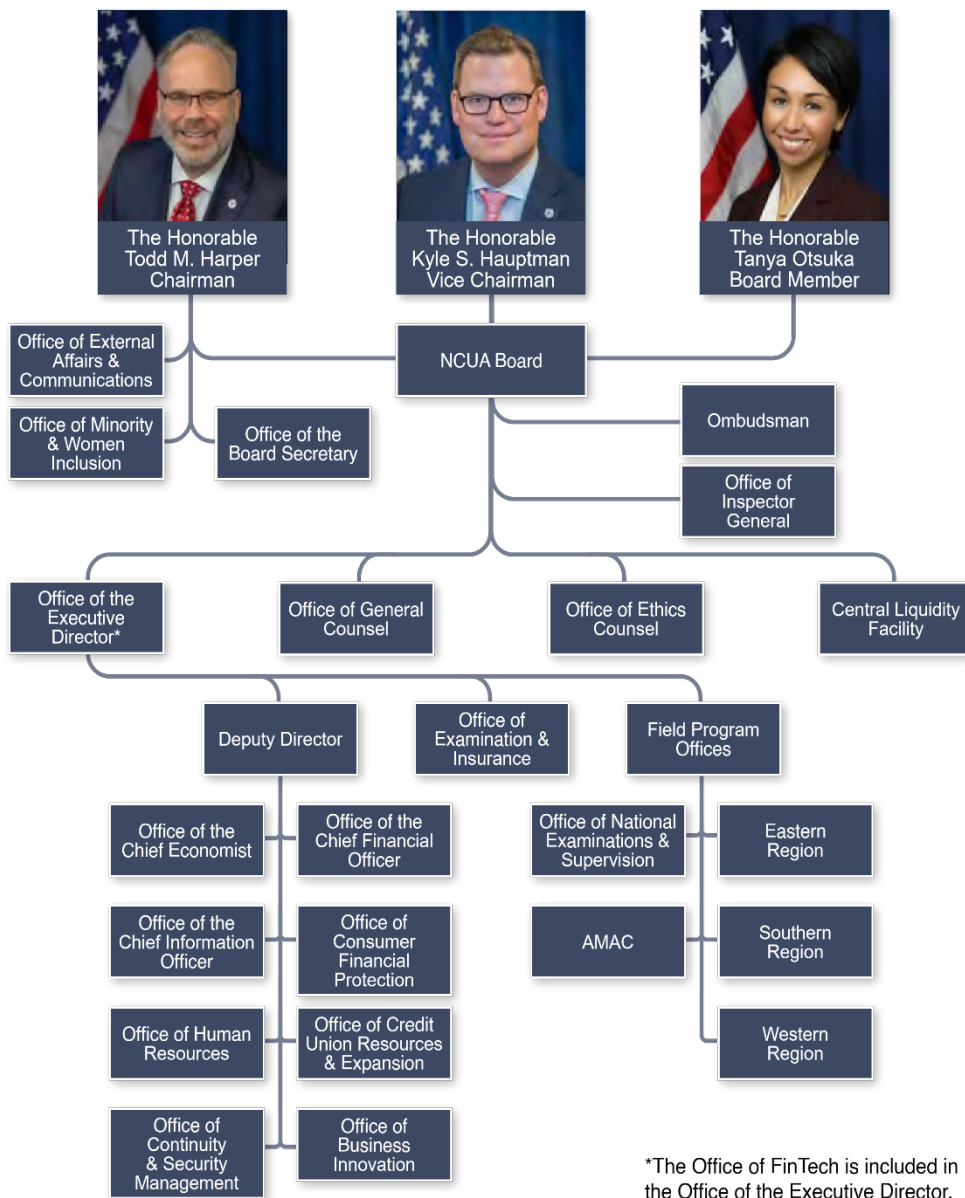 The Honorable
Todd M. Harper
Chairman
The Honorable
Kyle S. Hauptman
Vice Chairman
The Honorable
Tanya Otsuka
Board Member
Office of External
Affairs &
Communications
NCUA Board
Office of Minority
& Women
Inclusion
Office of the
Board Secretary
Ombudsman
Office of
Inspector
General
Office of the
Executive
Director*
Office of General
Counsel
Office of Ethics
Counsel
Central Liquidity
Facility
Deputy Director
Office of
Examination &
Insurance
Field Program
Offices
Office of the
Chief Economist
Office of the
Chief Financial
Officer
Office of National
Examinations &
Supervision
Eastern
Region
Office of the
Chief Information
Officer
Office of
Consumer
Financial
Protection
AMAC
Southern
Region
Office of Human
Resources
Office of Credit
Union Resources
& Expansion
Western
Region
Office of
Continuity
& Security
Management
Office of
Business
Innovation
*The Office of FinTech is included in
the Office of the Executive Director.